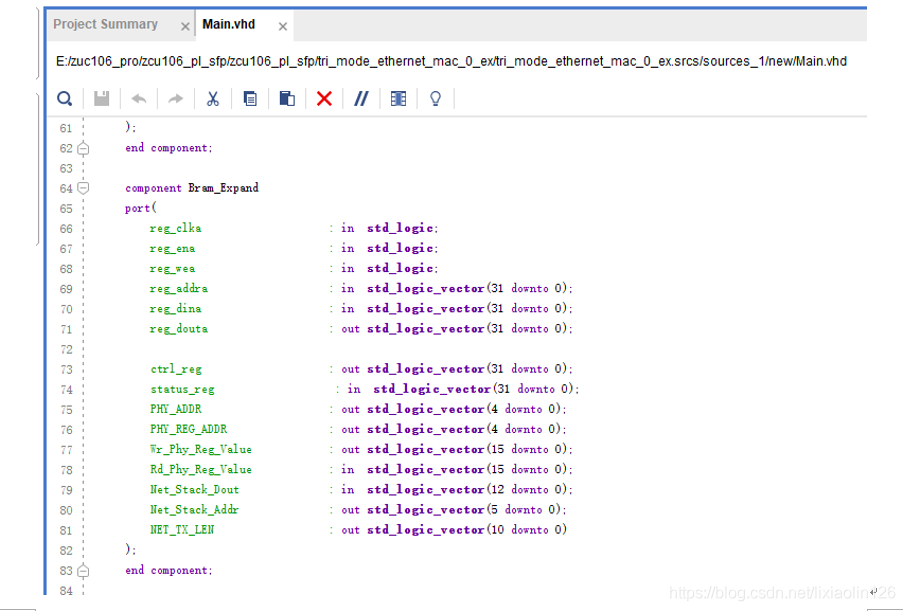 Project Summary × Main.vhd ×
E:/zuc106_pro/zcu106_pl_sfp/zcu106_pl_sfp/tri_mode_ethernet_mac_0_ex/tri_mode_ethernet_mac_0_ex.srcs/sources_1/new/Main.vhd
61 );
62 end component;
63
64 component Bram_Expand
65 port(
66 reg_clka : in std_logic;
67 reg_ena : in std_logic;
68 reg_wea : in std_logic;
69 reg_addra : in std_logic_vector(31 downto 0);
70 reg_dina : in std_logic_vector(31 downto 0);
71 reg_douta : out std_logic_vector(31 downto 0);
72
73 ctrl_reg : out std_logic_vector(31 downto 0);
74 status_reg : in std_logic_vector(31 downto 0);
75 PHY_ADDR : out std_logic_vector(4 downto 0);
76 PHY_REG_ADDR : out std_logic_vector(4 downto 0);
77 Wr_Phy_Reg_Value : out std_logic_vector(15 downto 0);
78 Rd_Phy_Reg_Value : in std_logic_vector(15 downto 0);
79 Net_Stack_Dout : in std_logic_vector(12 downto 0);
80 Net_Stack_Addr : out std_logic_vector(5 downto 0);
81 NET_TX_LEN : out std_logic_vector(10 downto 0)
82 );
83 end component;
84